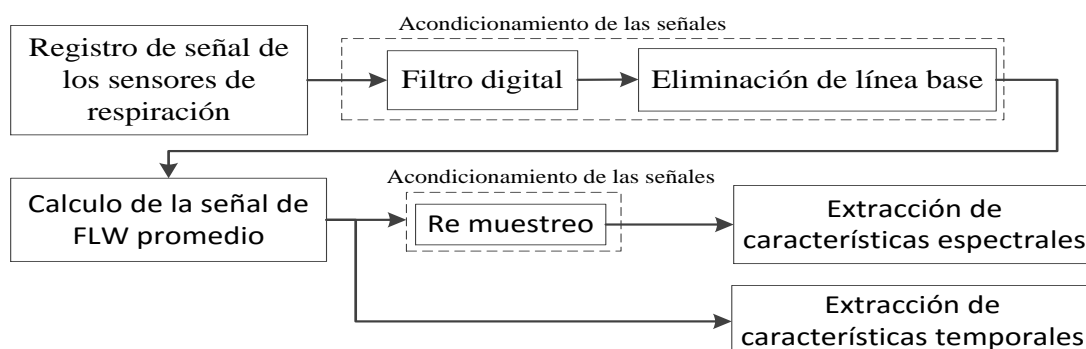 Acondicionamiento de las señales
Registro de señal de
los sensores de
respiración
Filtro digital
Eliminación de línea base
Acondicionamiento de las señales
Calculo de la señal de
FLW promedio
Re muestreo
Extracción de
características espectrales
Extracción de
características temporales